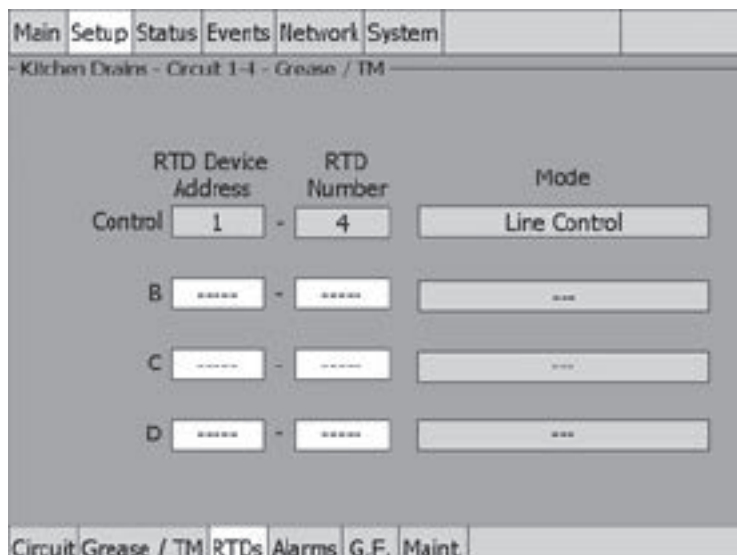 Main Setup Status Events Network System
Kitchen Drains - Circuit 1-4 - Grease / TM
RTD Device Address RTD Number Mode
Control 1 - 4 Line Control
B ----- - ----- ---
C ----- - ----- ---
D ----- - ----- ---
Circuit Grease / TM RTDs Alarms G.F. Maint.